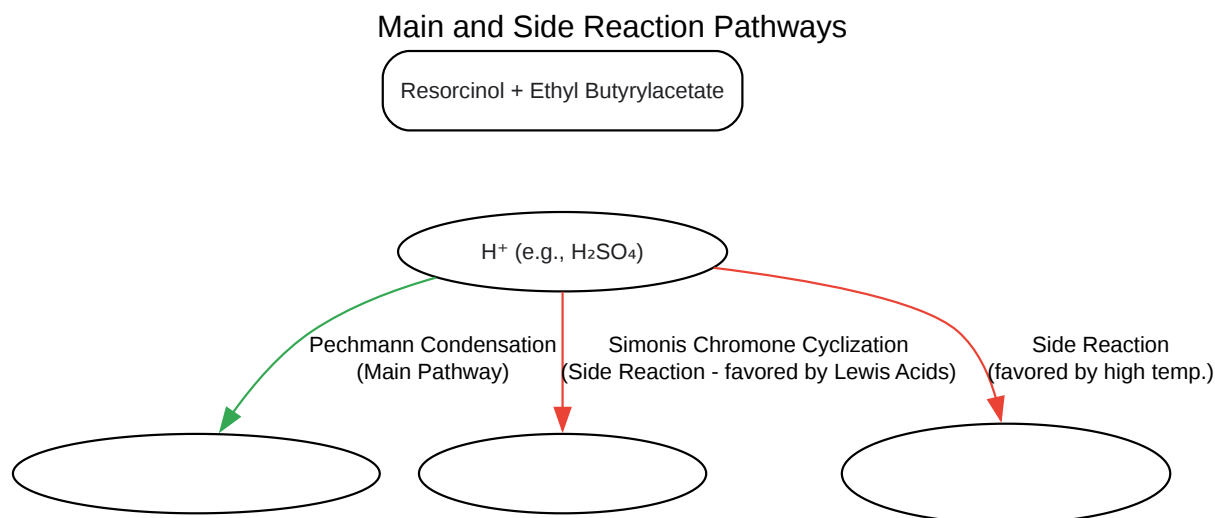 Main and Side Reaction Pathways
Resorcinol + Ethyl Butyrylacetate
H⁺ (e.g., H₂SO₄)
Pechmann Condensation
(Main Pathway)
Simonis Chromone Cyclization
(Side Reaction - favored by Lewis Acids)
Side Reaction
(favored by high temp.)